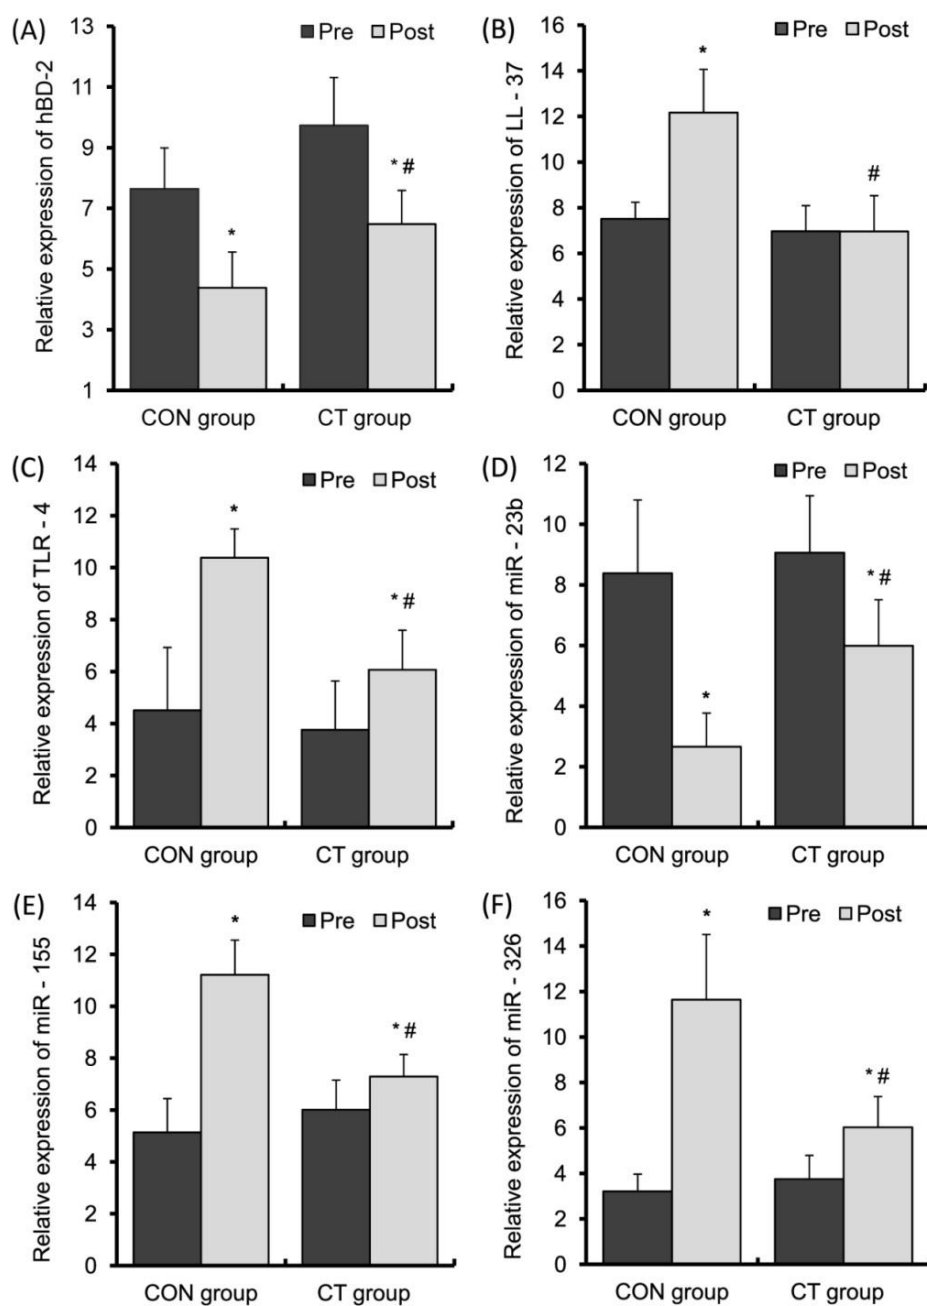 (A)
13
11
9
7
5
3
1
Relative expression of hBD-2
Pre Post
*
* #
CON group CT group
(B)
16
14
12
10
8
6
4
2
0
Relative expression of LL - 37
Pre Post
*
#
CON group CT group
(C)
14
12
10
8
6
4
2
0
Relative expression of TLR - 4
Pre Post
*
* #
CON group CT group
(D)
12
10
8
6
4
2
0
Relative expression of miR - 23b
Pre Post
*
* #
CON group CT group
(E)
14
12
10
8
6
4
2
0
Relative expression of miR - 155
Pre Post
*
* #
CON group CT group
(F)
16
14
12
10
8
6
4
2
0
Relative expression of miR - 326
Pre Post
*
* #
CON group CT group